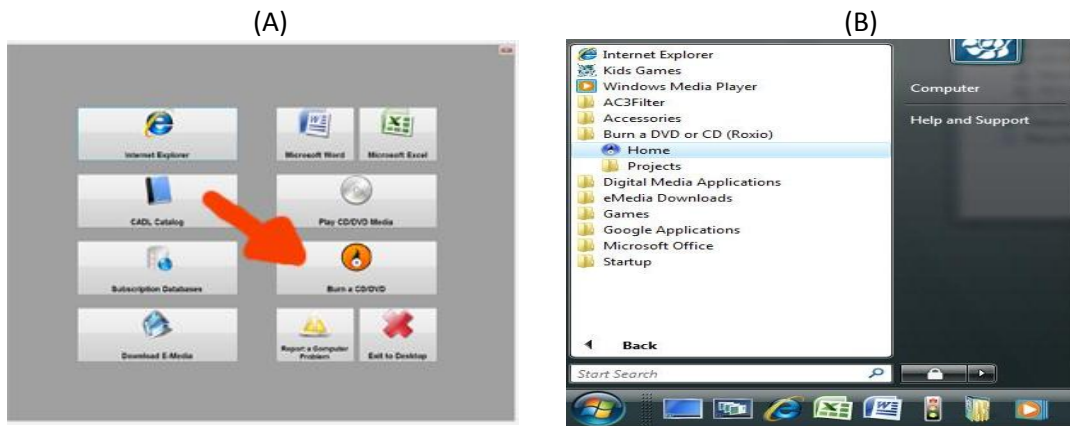 (A)
(B)
Internet Explorer
Microsoft Word
Microsoft Excel
CADL Catalog
Play CD/DVD Media
Subscription Databases
Burn a CD/DVD
Download E-Media
Report a Computer
Problem
Exit to Desktop
Internet Explorer
Kids Games
Windows Media Player
AC3Filter
Accessories
Burn a DVD or CD (Roxio)
Home
Projects
Digital Media Applications
eMedia Downloads
Games
Google Applications
Microsoft Office
Startup
Back
Start Search
Computer
Help and Support